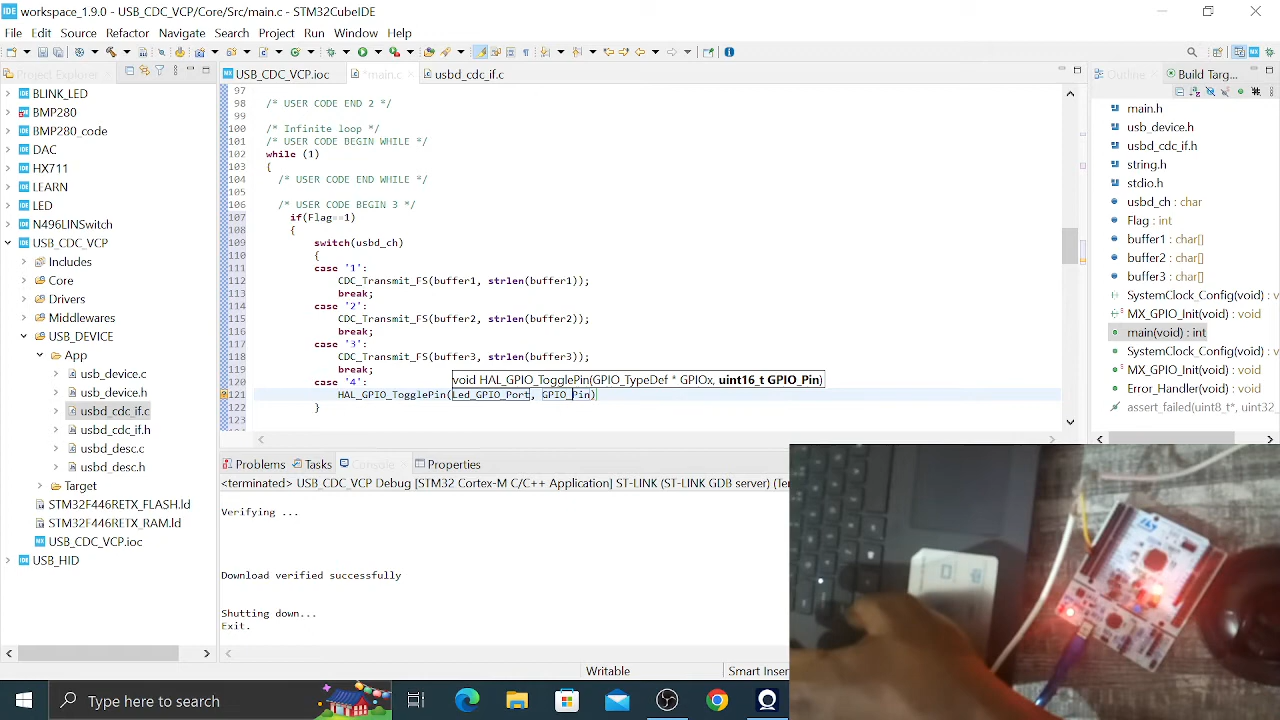 IDE workspace_1.9.0 - USB_CDC_VCP/Core/Src/main.c - STM32CubeIDE
File Edit Source Refactor Navigate Search Project Run Window Help
Project Explorer
BLINK_LED
BMP280
BMP280_code
DAC
HX711
LEARN
LED
N496LINSwitch
USB_CDC_VCP
Includes
Core
Drivers
Middlewares
USB_DEVICE
App
usb_device.c
usb_device.h
usbd_cdc_if.c
usbd_cdc_if.h
usbd_desc.c
usbd_desc.h
Target
STM32F446RETX_FLASH.ld
STM32F446RETX_RAM.ld
USB_CDC_VCP.ioc
USB_HID
MX USB_CDC_VCP.ioc *main.c usbd_cdc_if.c
97
98 /* USER CODE END 2 */
99
100 /* Infinite loop */
101 /* USER CODE BEGIN WHILE */
102 while (1)
103 {
104 /* USER CODE END WHILE */
105
106 /* USER CODE BEGIN 3 */
107 if(Flag==1)
108 {
109 switch(usbd_ch)
110 {
111 case '1':
112 CDC_Transmit_FS(buffer1, strlen(buffer1));
113 break;
114 case '2':
115 CDC_Transmit_FS(buffer2, strlen(buffer2));
116 break;
117 case '3':
118 CDC_Transmit_FS(buffer3, strlen(buffer3));
119 break;
void HAL_GPIO_TogglePin(GPIO_TypeDef * GPIOx, uint16_t GPIO_Pin)
120 case '4':
121 HAL_GPIO_TogglePin(Led_GPIO_Port, GPIO_Pin)
122 }
123
Outline Build Targ...
main.h
usb_device.h
usbd_cdc_if.h
string.h
stdio.h
usbd_ch : char
Flag : int
buffer1 : char[]
buffer2 : char[]
buffer3 : char[]
SystemClock_Config(void) : 
MX_GPIO_Init(void) : void
main(void) : int
SystemClock_Config(void) : 
MX_GPIO_Init(void) : void
Error_Handler(void) : void
assert_failed(uint8_t*, uint32_
Problems Tasks Console Properties
<terminated> USB_CDC_VCP Debug [STM32 Cortex-M C/C++ Application] ST-LINK (ST-LINK GDB server) (Te
Verifying ...
Download verified successfully
Shutting down...
Exit.
Writable Smart Inser
Type here to search